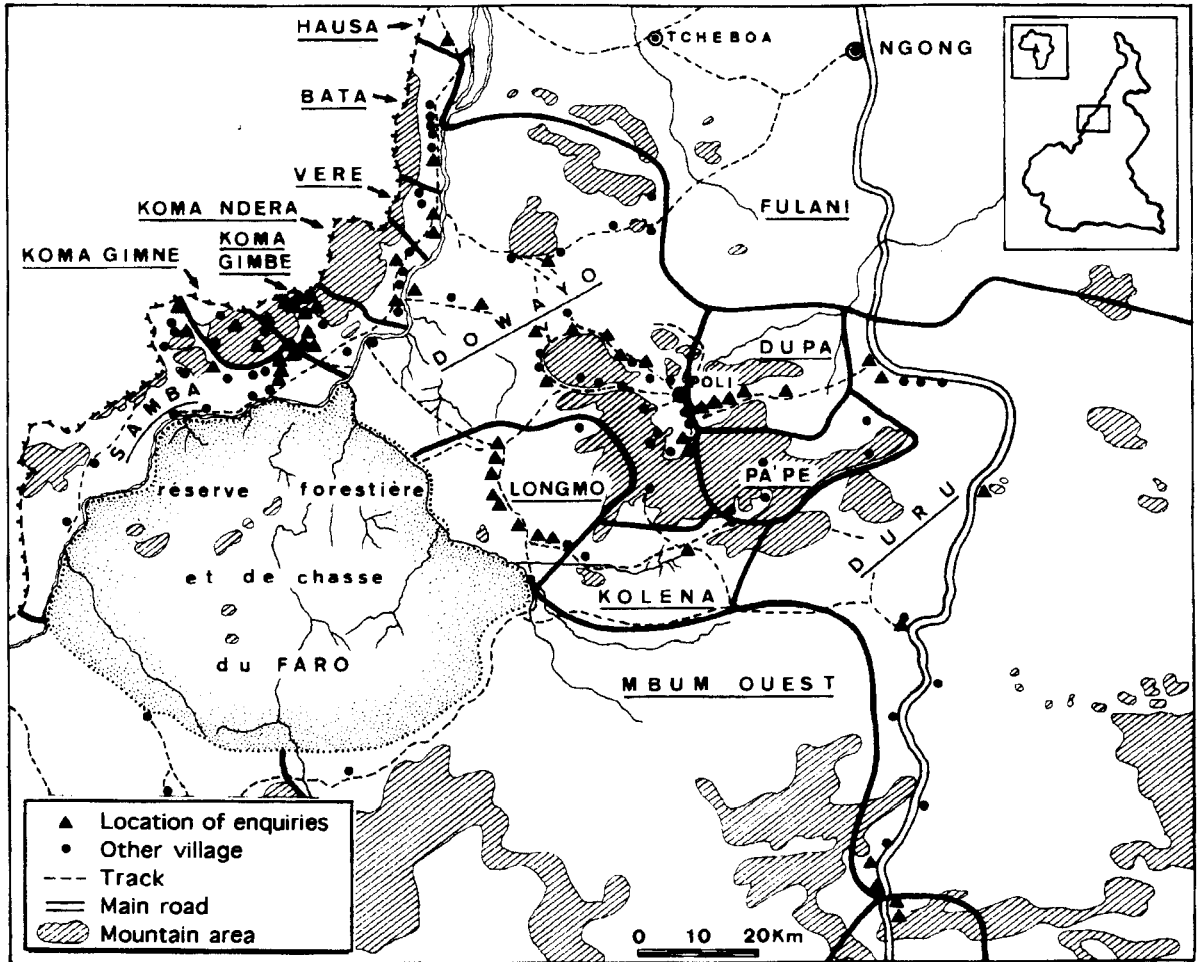 HAUSA
TCHEBOA
NGONG
BATA
VERE
KOMA NDERA
FULANI
KOMA GIMNE
KOMA
GIMBE
DOWAYO
DUPA
POLI
SAMBA
PA'PE
LONGMO
réserve forestière
DURU
et de chasse
KOLENA
du FARO
MBUM OUEST
Location of enquiries
Other village
Track
Main road
Mountain area
0 10 20Km